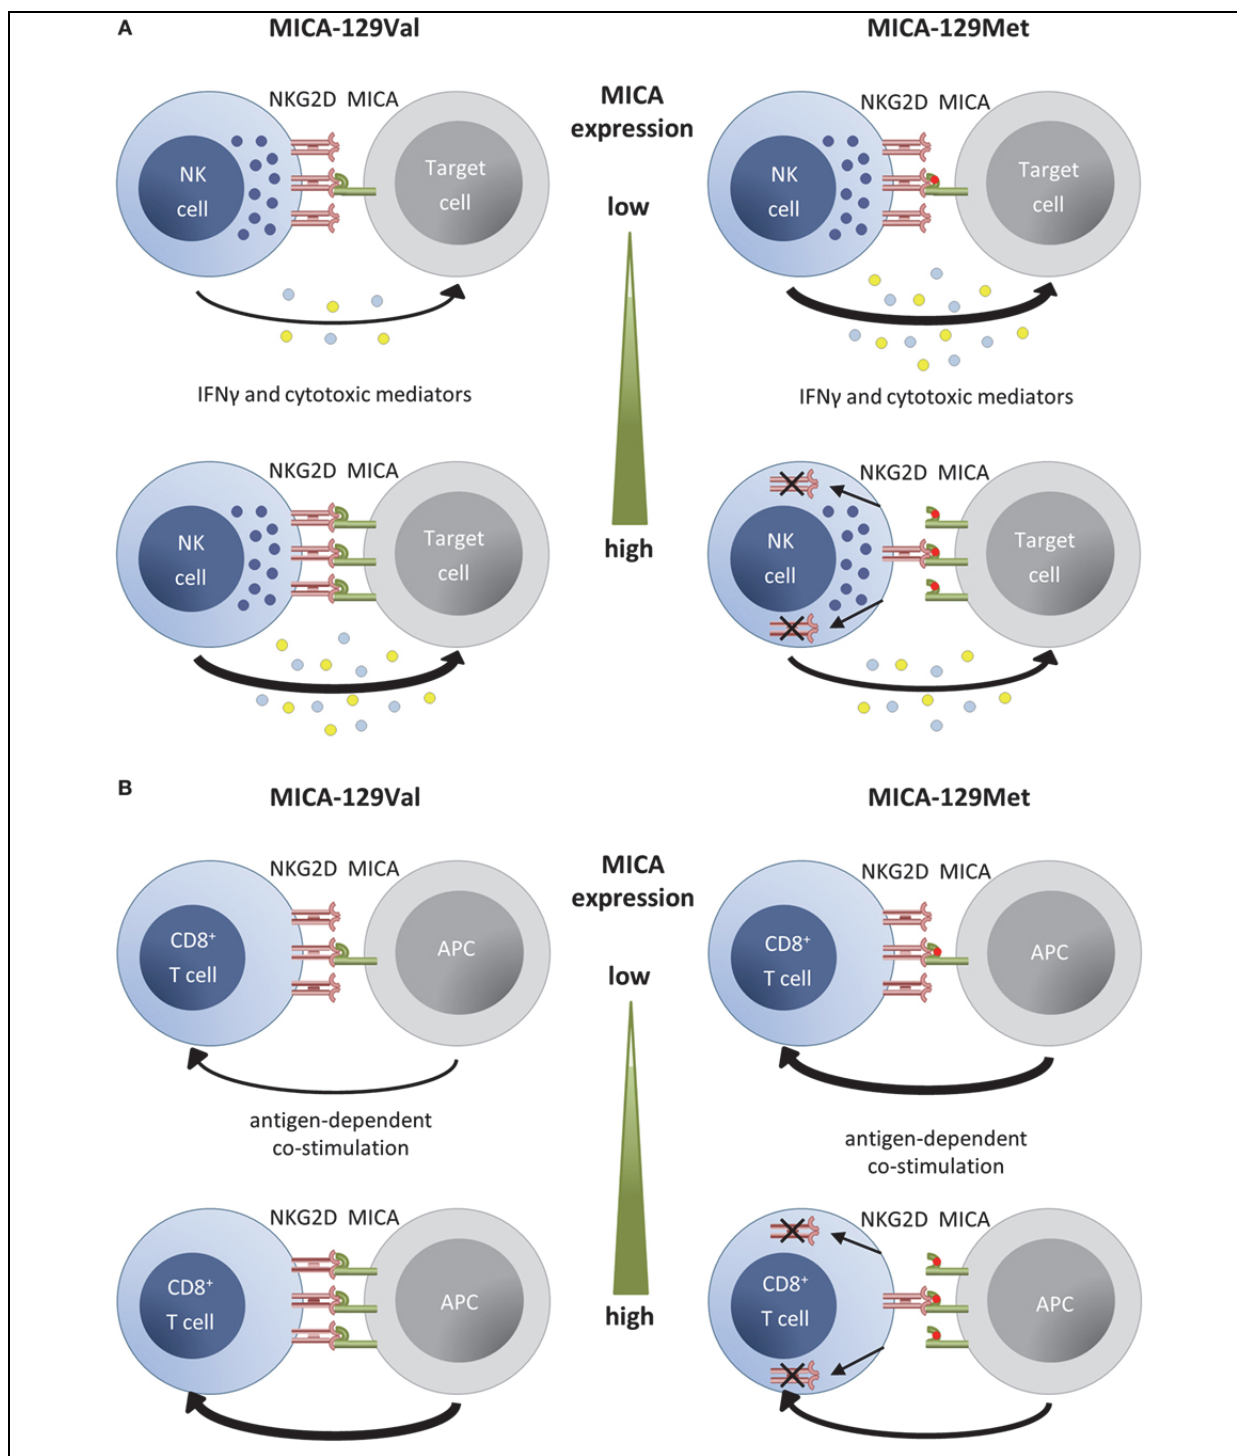 A
MICA-129Val
MICA-129Met
NKG2D MICA
MICA
expression
NKG2D MICA
NK
cell
Target
cell
low
NK
cell
Target
cell
IFNγ and cytotoxic mediators
IFNγ and cytotoxic mediators
NKG2D MICA
NKG2D MICA
NK
cell
Target
cell
high
NK
cell
Target
cell
B
MICA-129Val
MICA-129Met
NKG2D MICA
MICA
expression
NKG2D MICA
CD8⁺
T cell
APC
low
CD8⁺
T cell
APC
antigen-dependent
co-stimulation
antigen-dependent
co-stimulation
NKG2D MICA
NKG2D MICA
CD8⁺
T cell
APC
high
CD8⁺
T cell
APC